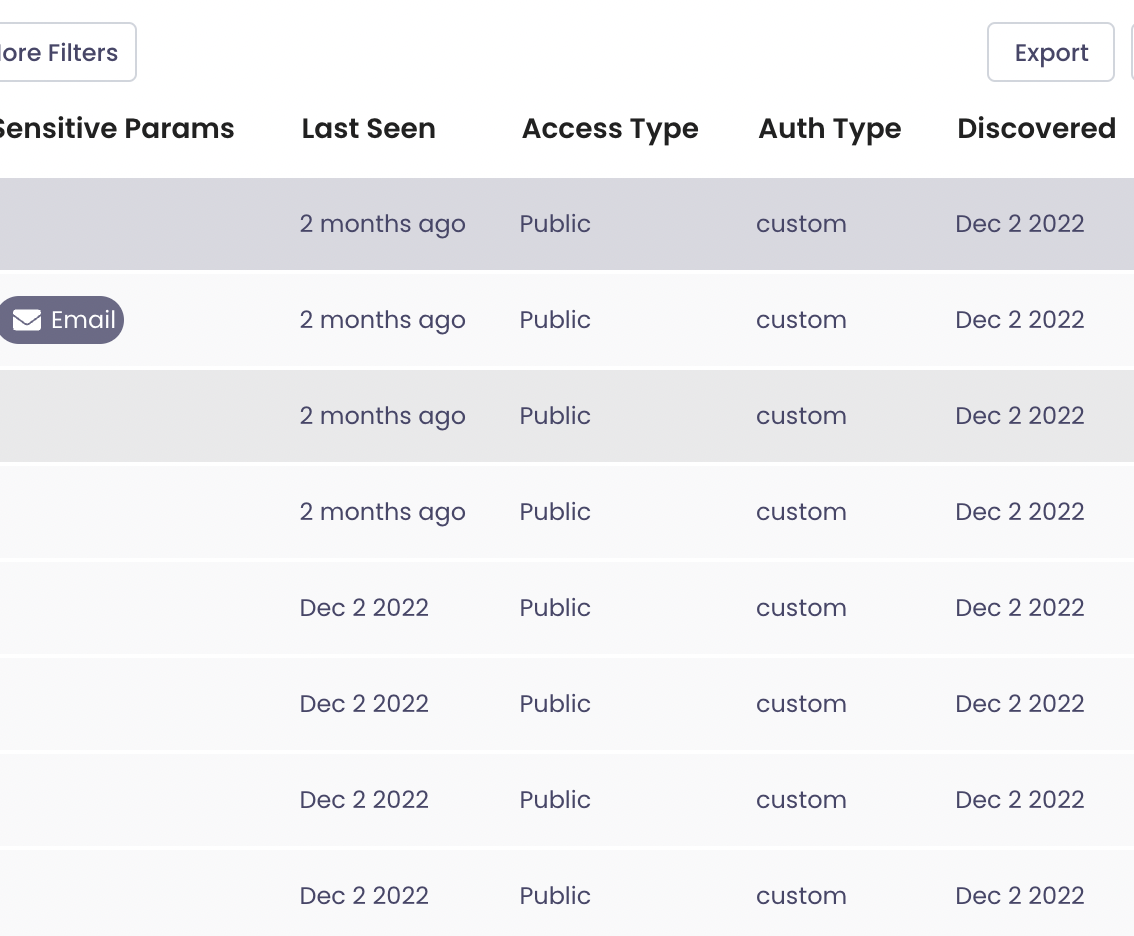 ore Filters Export
Sensitive Params Last Seen Access Type Auth Type Discovered
2 months ago Public custom Dec 2 2022
Email 2 months ago Public custom Dec 2 2022
2 months ago Public custom Dec 2 2022
2 months ago Public custom Dec 2 2022
Dec 2 2022 Public custom Dec 2 2022
Dec 2 2022 Public custom Dec 2 2022
Dec 2 2022 Public custom Dec 2 2022
Dec 2 2022 Public custom Dec 2 2022